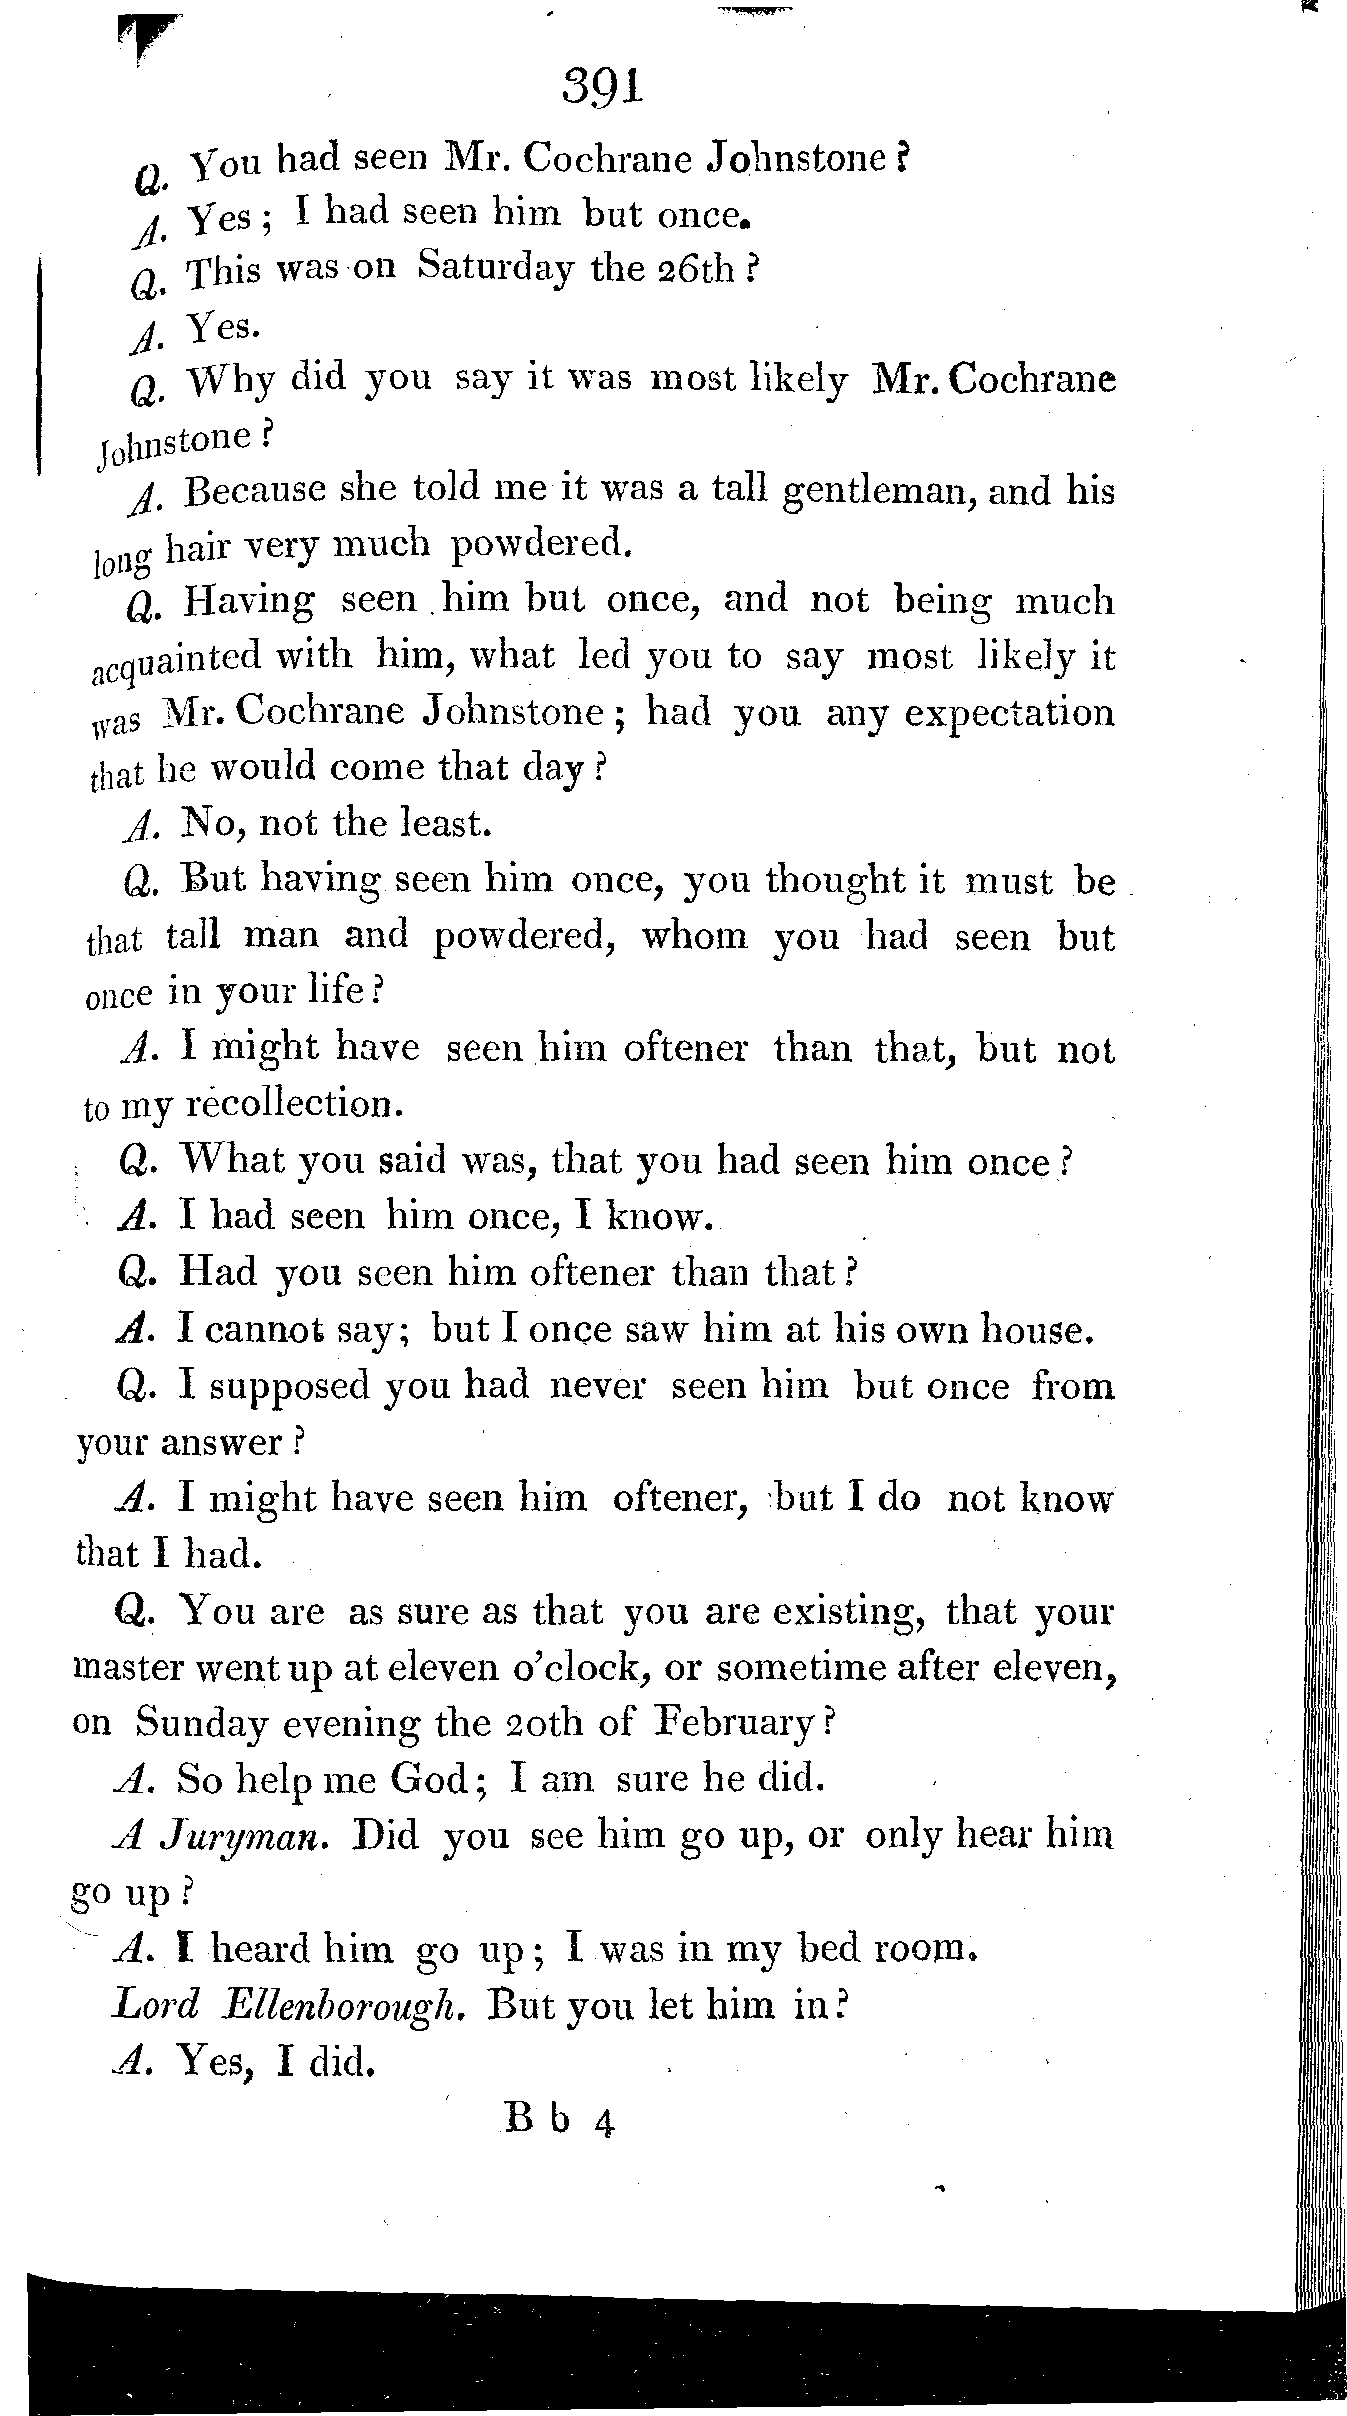 391
Q. You had seen Mr. Cochrane Johnstone?
A. Yes; I had seen him but once.
Q. This was on Saturday the 26th?
A. Yes.
Q. Why did you say it was most likely Mr. Cochrane
Johnstone?
A. Because she told me it was a tall gentleman, and his
long hair very much powdered.
Q. Having seen him but once, and not being much
acquainted with him, what led you to say most likely it
was Mr. Cochrane Johnstone; had you any expectation
that he would come that day?
A. No, not the least.
Q. But having seen him once, you thought it must be
that tall man and powdered, whom you had seen but
once in your life?
A. I might have seen him oftener than that, but not
to my recollection.
Q. What you said was, that you had seen him once?
A. I had seen him once, I know.
Q. Had you seen him oftener than that?
A. I cannot say; but I once saw him at his own house.
Q. I supposed you had never seen him but once from
your answer?
A. I might have seen him oftener, but I do not know
that I had.
Q. You are as sure as that you are existing, that your
master went up at eleven o'clock, or sometime after eleven,
on Sunday evening the 20th of February?
A. So help me God; I am sure he did.
A Juryman. Did you see him go up, or only hear him
go up?
A. I heard him go up; I was in my bed room.
Lord Ellenborough. But you let him in?
A. Yes, I did.
B b 4